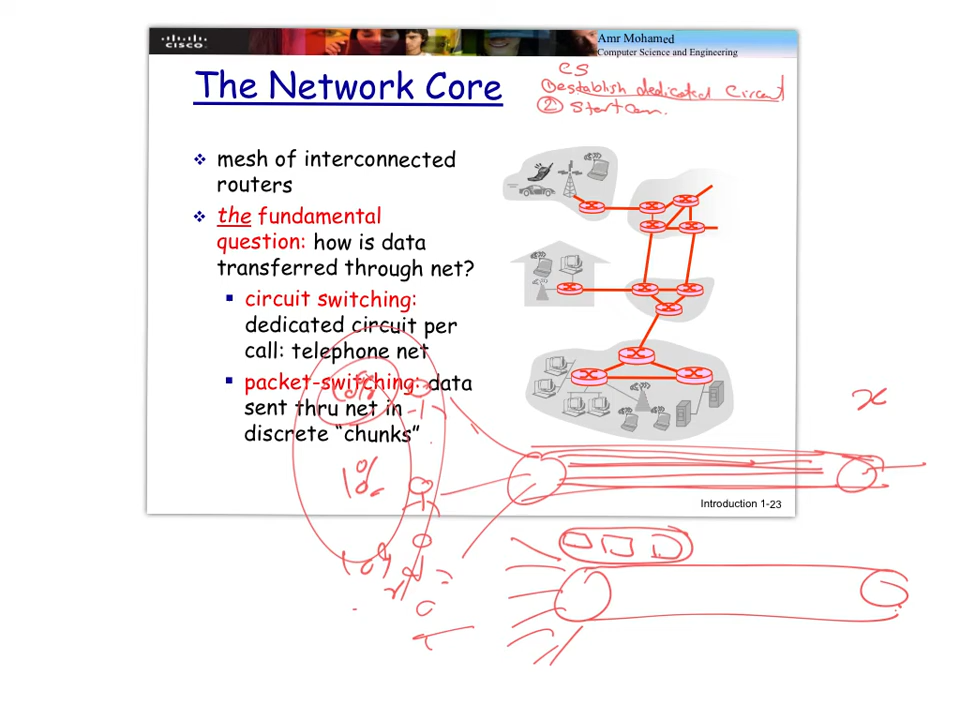 CISCO
Amr Mohamed
Computer Science and Engineering
The Network Core
CS
① establish dedicated Circuit
② Start
❖ mesh of interconnected
routers
❖ the fundamental
question: how is data
transferred through net?
▪ circuit switching:
dedicated circuit per
call: telephone net
▪ packet-switching: data
sent thru net in
discrete “chunks”
Introduction 1-23